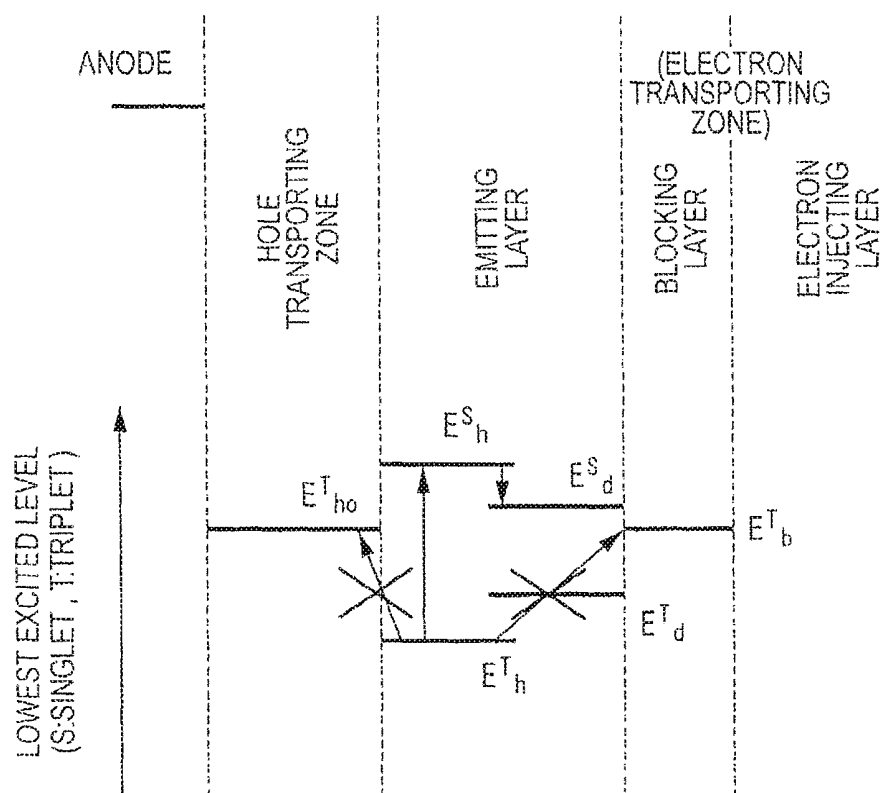 ANODE
(ELECTRON
TRANSPORTING
ZONE)
HOLE
TRANSPORTING
ZONE
EMITTING
LAYER
BLOCKING
LAYER
ELECTRON
INJECTING
LAYER
LOWEST EXCITED LEVEL
(S:SINGLET , T:TRIPLET)
E^S_h
E^S_d
E^T_ho
E^T_b
E^T_d
E^T_h